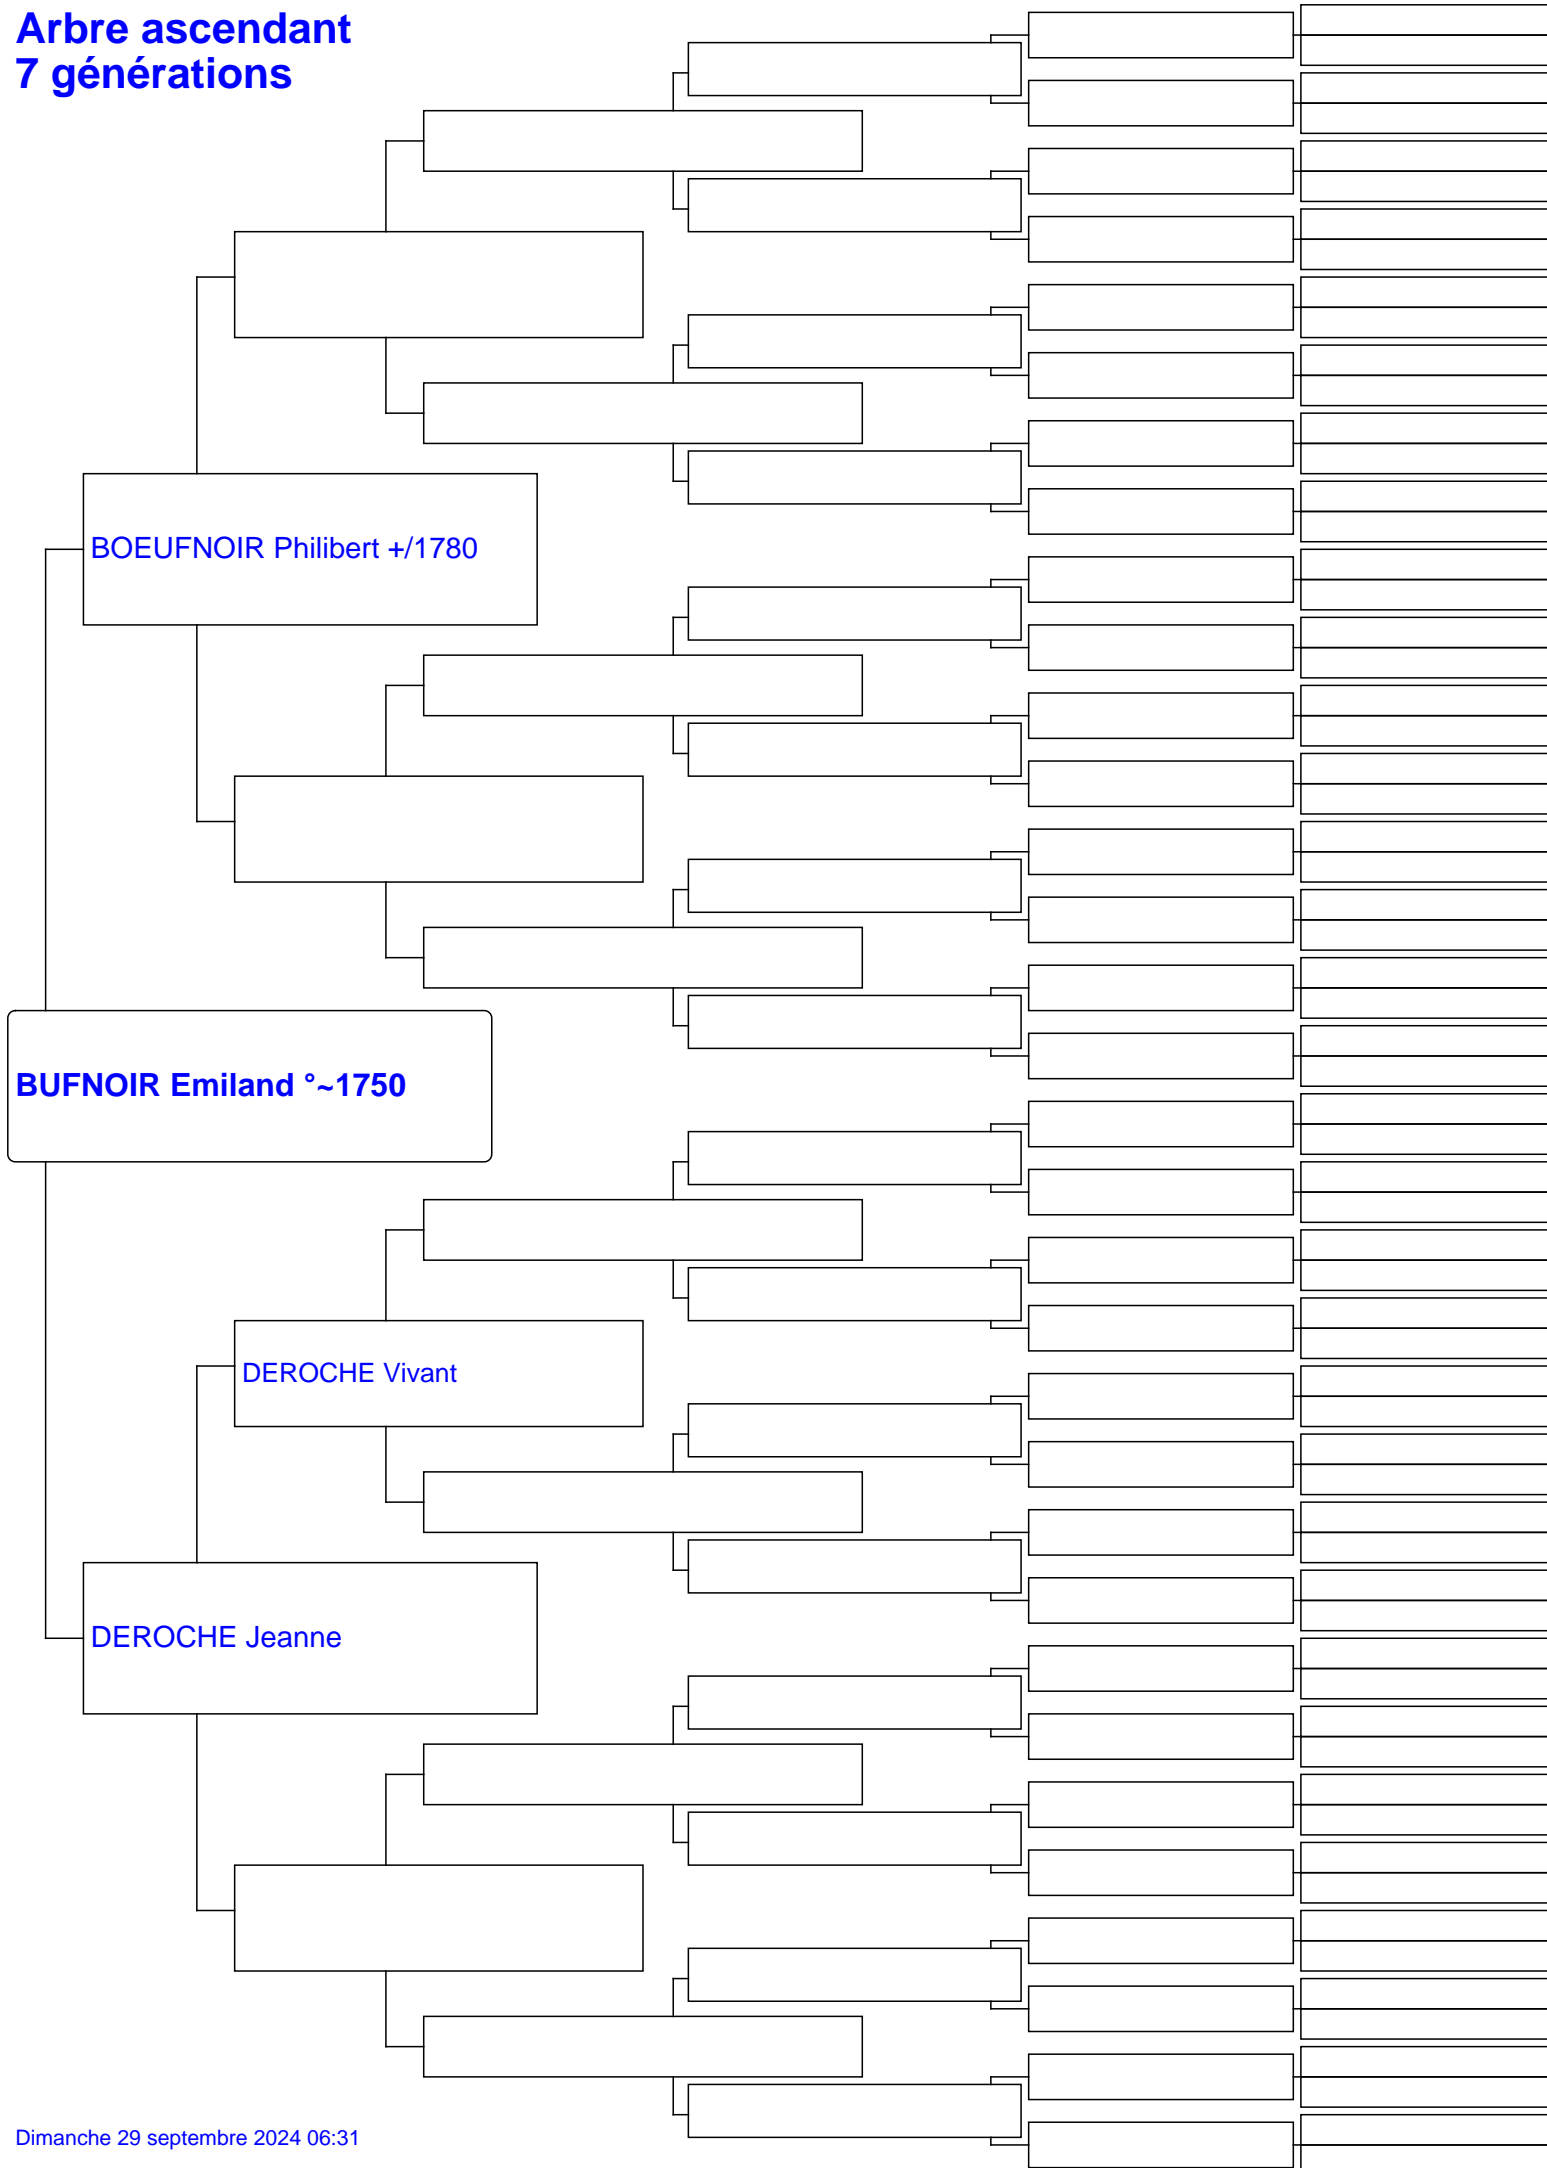 Arbre ascendant
7 générations
BOEUFNOIR Philibert +/1780
BUFNOIR Emiland °~1750
DEROCHE Vivant
DEROCHE Jeanne
Dimanche 29 septembre 2024 06:31